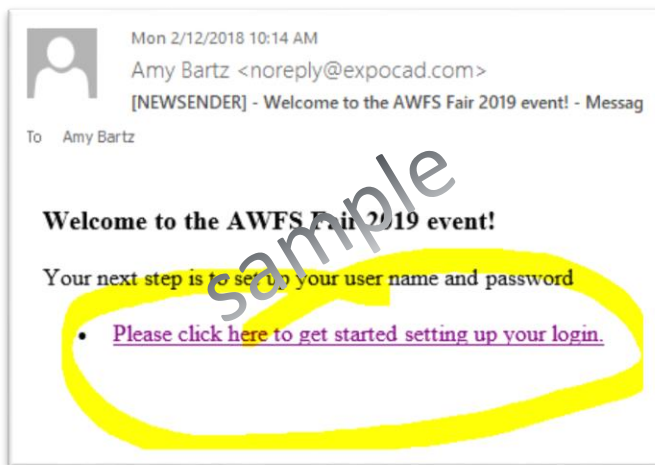 Mon 2/12/2018 10:14 AM
Amy Bartz <noreply@expocad.com>
[NEWSENDER] - Welcome to the AWFS Fair 2019 event! - Messag
To Amy Bartz
sample
Welcome to the AWFS Fair 2019 event!
Your next step is to set up your user name and password
• Please click here to get started setting up your login.